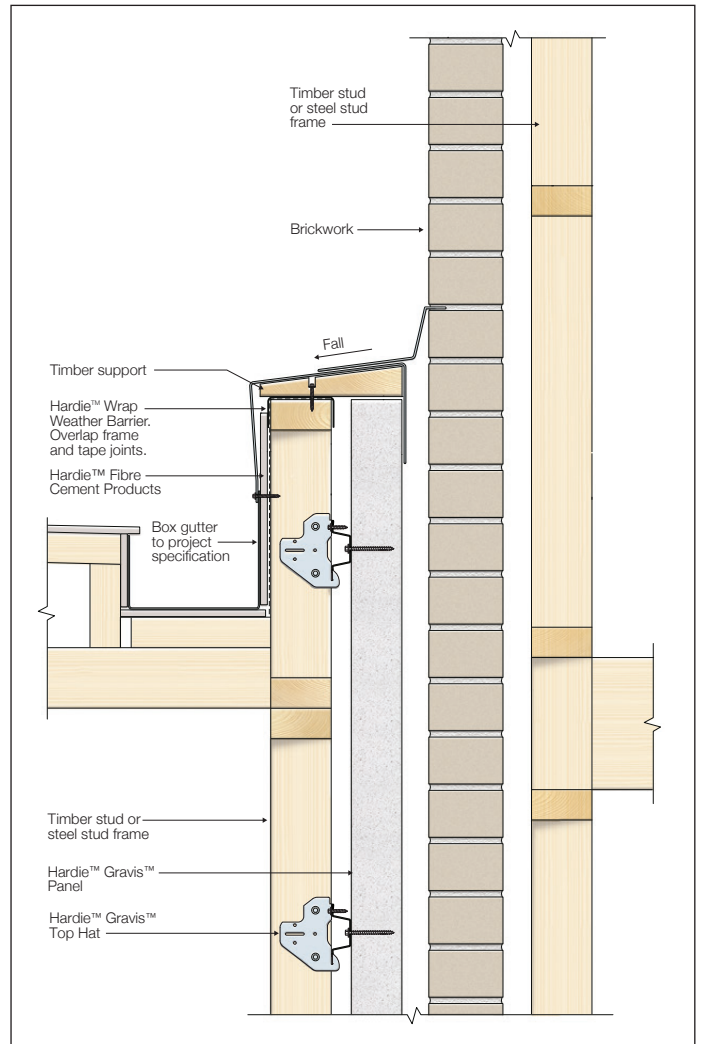 Timber stud
or steel stud
frame
Brickwork
Fall
Timber support
Hardie™ Wrap
Weather Barrier.
Overlap frame
and tape joints.
Hardie™ Fibre
Cement Products
Box gutter
to project
specification
Timber stud or
steel stud frame
Hardie™ Gravis™
Panel
Hardie™ Gravis™
Top Hat